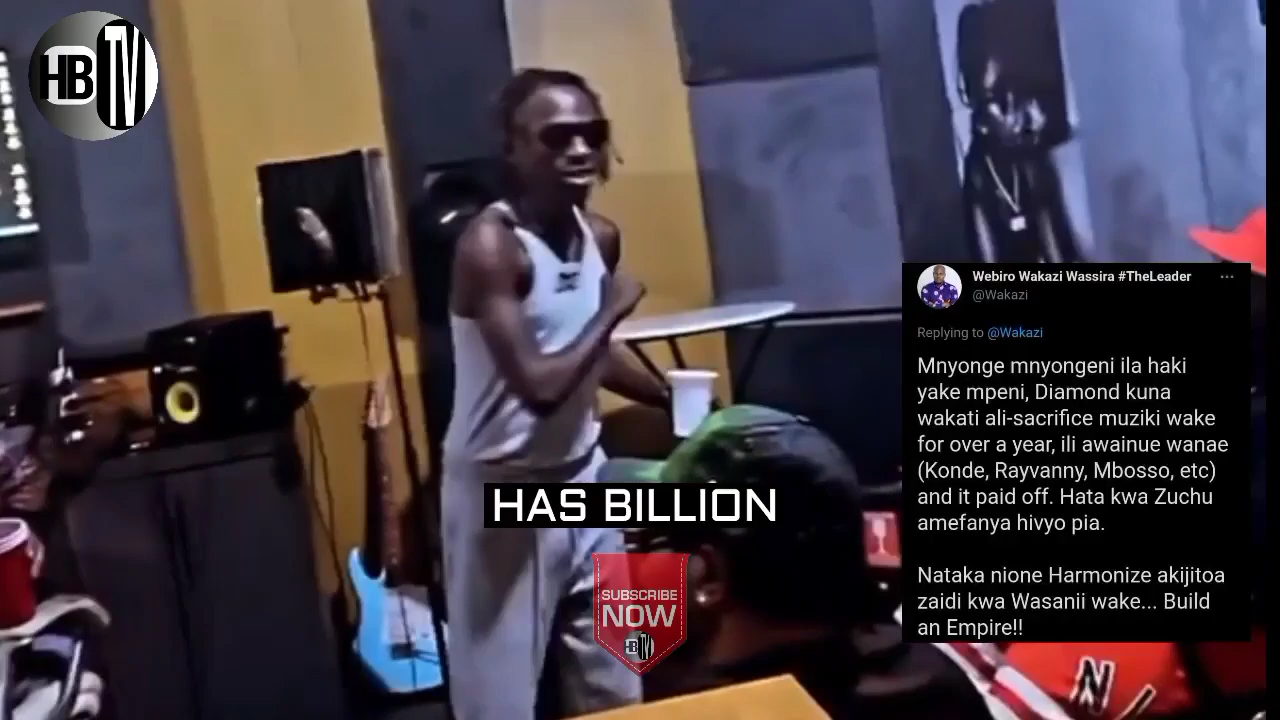 HB TV
Webiro Wakazi Wassira #TheLeader
@Wakazi
Replying to @Wakazi
Mnyonge mnyongeni ila haki
yake mpeni, Diamond kuna
wakati ali-sacrifice muziki wake
for over a year, ili awainue wanae
(Konde, Rayvanny, Mbosso, etc)
and it paid off. Hata kwa Zuchu
amefanya hivyo pia.
Nataka nione Harmonize akijitoa
zaidi kwa Wasanii wake... Build
an Empire!!
HAS BILLION
SUBSCRIBE
NOW
HB TV
N